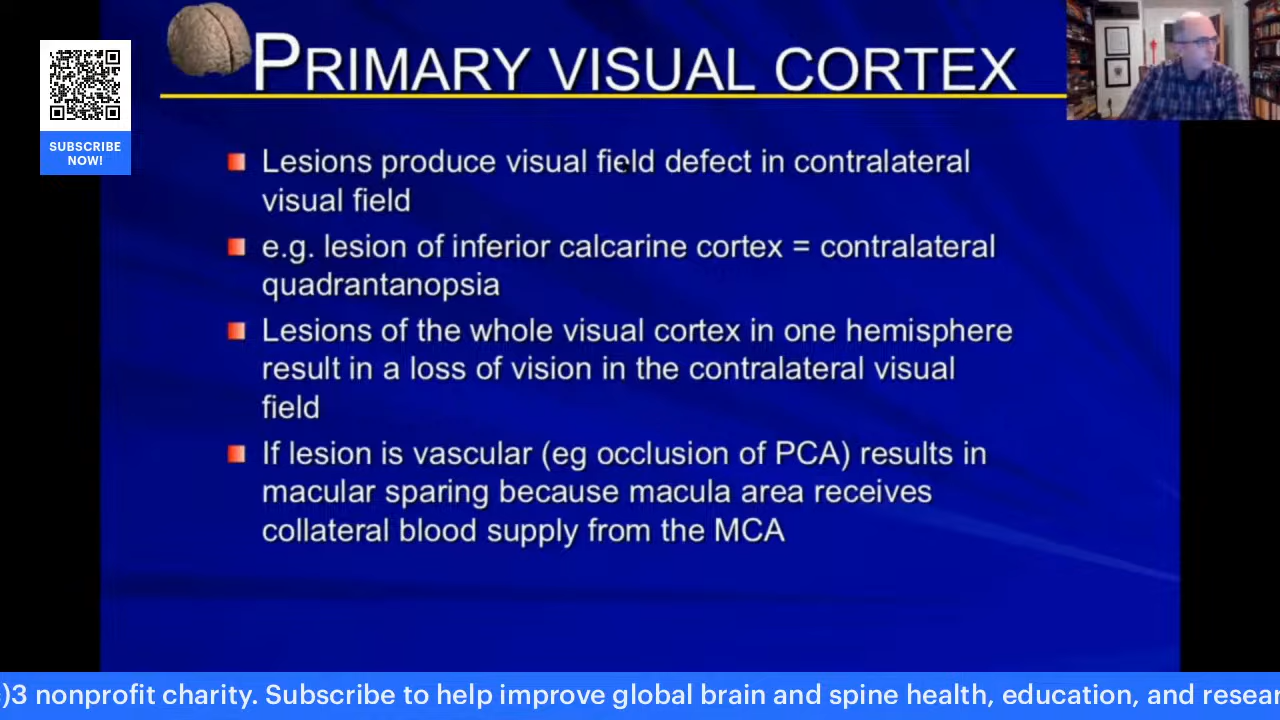 PRIMARY VISUAL CORTEX
SUBSCRIBE
NOW!
Lesions produce visual field defect in contralateral
visual field
e.g. lesion of inferior calcarine cortex = contralateral
quadrantanopsia
Lesions of the whole visual cortex in one hemisphere
result in a loss of vision in the contralateral visual
field
If lesion is vascular (eg occlusion of PCA) results in
macular sparing because macula area receives
collateral blood supply from the MCA
)3 nonprofit charity. Subscribe to help improve global brain and spine health, education, and resear